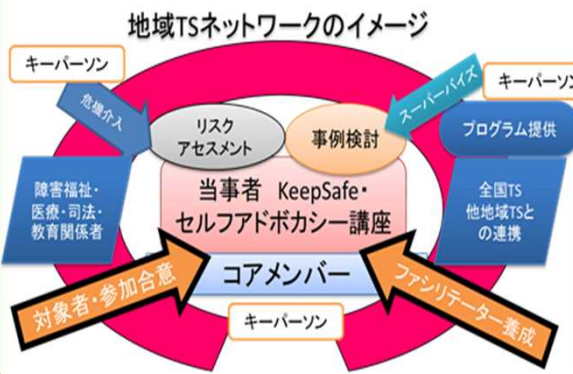 地域TSネットワークのイメージ
キーパーソン
キーパーソン
危機介入
スーパーバイズ
リスク
アセスメント
事例検討
プログラム提供
障害福祉・
医療・司法・
教育関係者
当事者 KeepSafe・
セルフアドボカシー講座
全国TS
他地域TSと
の連携
コアメンバー
対象者・参加合意
ファシリテーター養成
キーパーソン